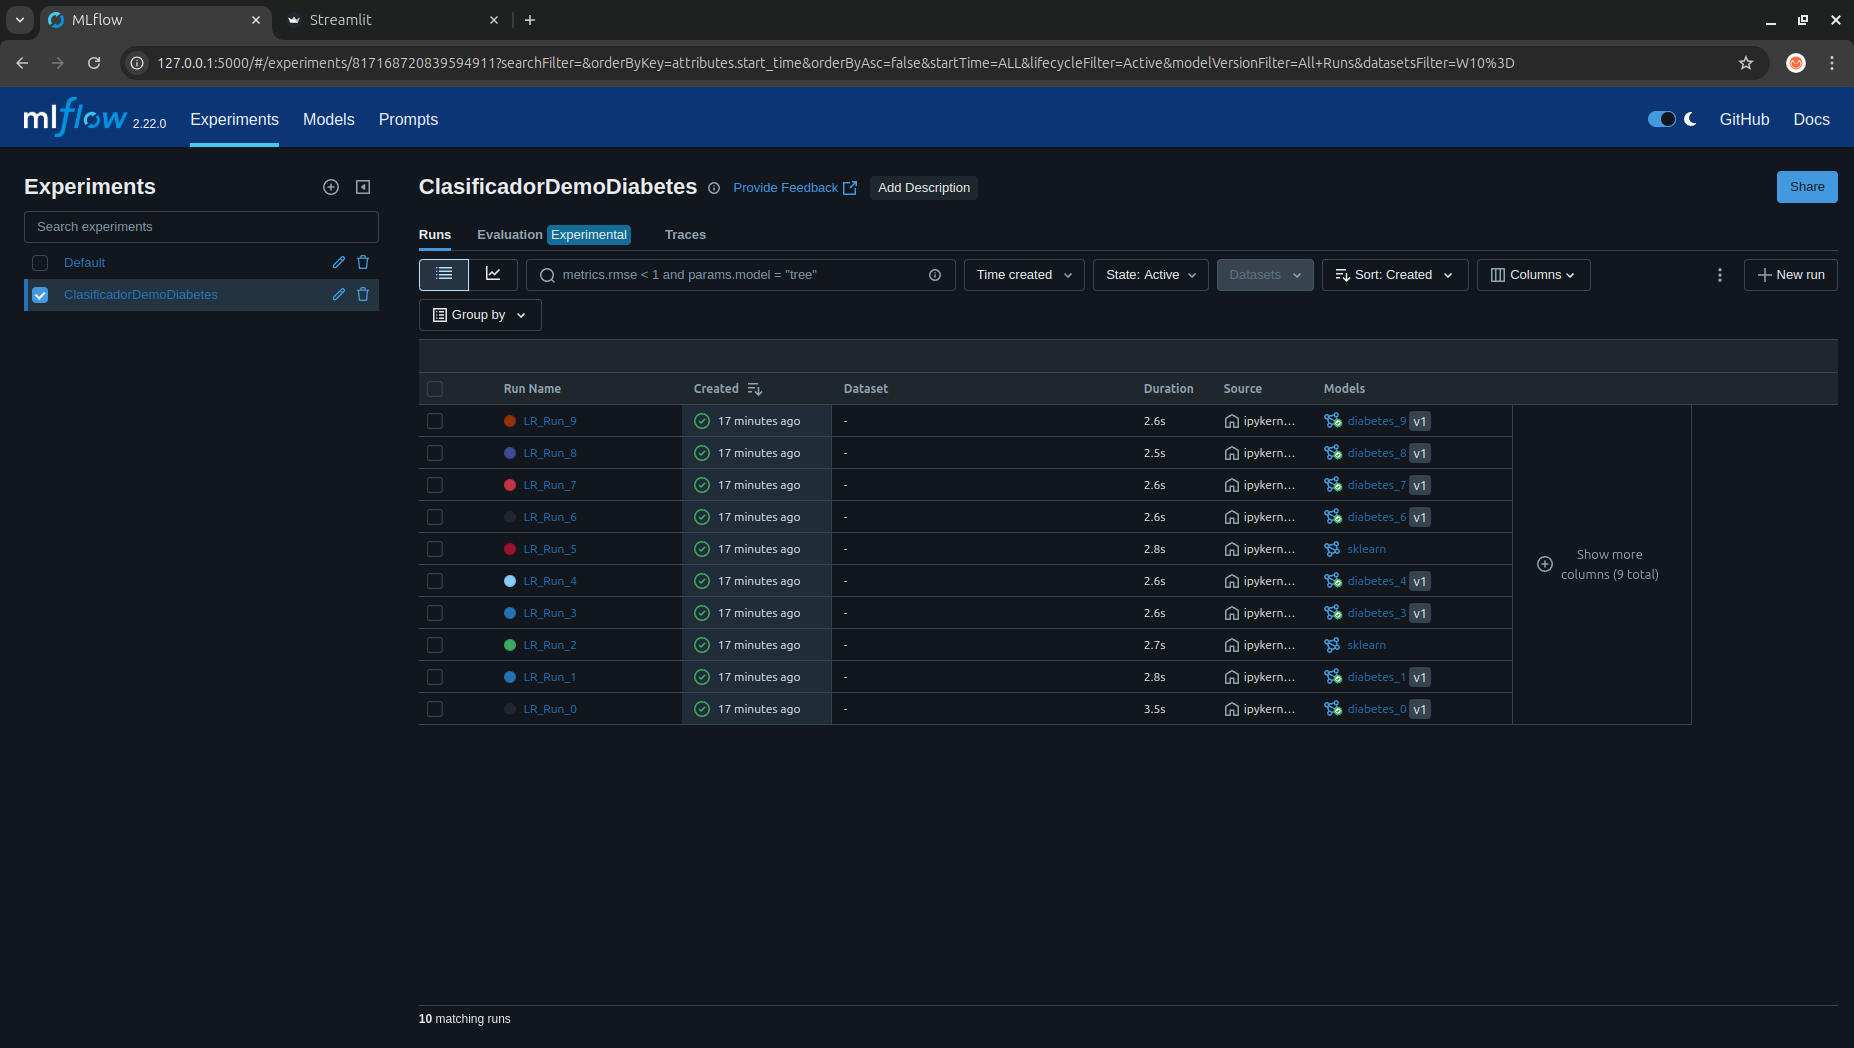 MLflow
Streamlit
127.0.0.1:5000/#/experiments/817168720839594911?searchFilter=&orderByKey=attributes.start_time&orderByAsc=false&startTime=ALL&lifecycleFilter=Active&modelVersionFilter=All+Runs&datasetsFilter=W10%3D
mlflow 2.22.0 Experiments Models Prompts GitHub Docs
Experiments
Search experiments
Default
ClasificadorDemoDiabetes
ClasificadorDemoDiabetes Provide Feedback Add Description Share
Runs Evaluation Experimental Traces
metrics.rmse < 1 and params.model = "tree" Time created State: Active Datasets Sort: Created Columns New run
Group by
Run Name Created Dataset Duration Source Models
LR_Run_9 17 minutes ago - 2.6s ipykern... diabetes_9 v1
LR_Run_8 17 minutes ago - 2.5s ipykern... diabetes_8 v1
LR_Run_7 17 minutes ago - 2.6s ipykern... diabetes_7 v1
LR_Run_6 17 minutes ago - 2.6s ipykern... diabetes_6 v1
LR_Run_5 17 minutes ago - 2.8s ipykern... sklearn
LR_Run_4 17 minutes ago - 2.6s ipykern... diabetes_4 v1
LR_Run_3 17 minutes ago - 2.6s ipykern... diabetes_3 v1
LR_Run_2 17 minutes ago - 2.7s ipykern... sklearn
LR_Run_1 17 minutes ago - 2.8s ipykern... diabetes_1 v1
LR_Run_0 17 minutes ago - 3.5s ipykern... diabetes_0 v1
Show more
columns (9 total)
10 matching runs